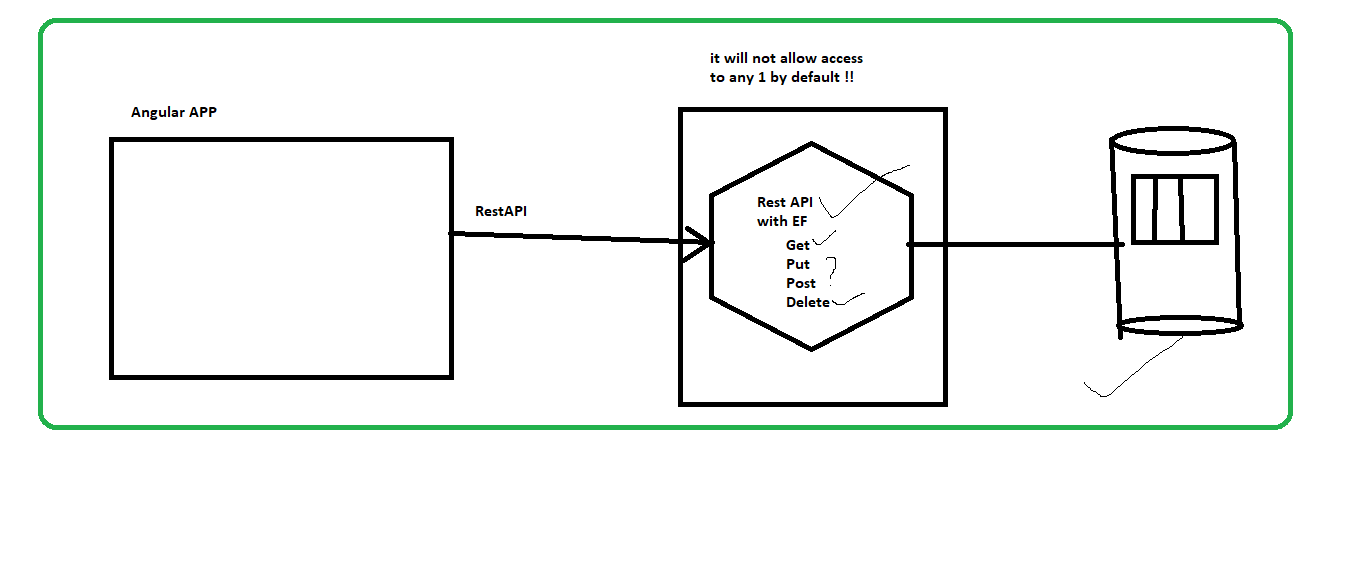 it will not allow access
to any 1 by default !!
Angular APP
RestAPI
Rest API
with EF
Get
Put
Post
Delete
?